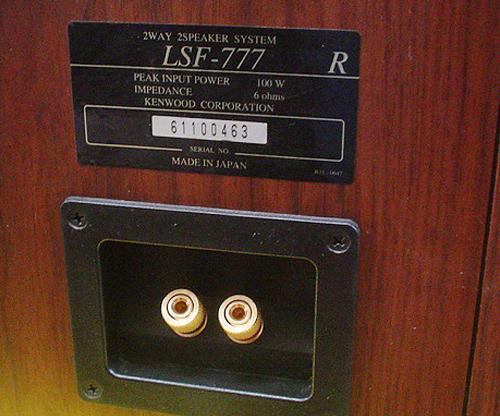 2WAY 2SPEAKER SYSTEM
LSF-777 R
PEAK INPUT POWER 100 W
IMPEDANCE 6 ohms
KENWOOD CORPORATION
61100463
SERIAL NO.
MADE IN JAPAN